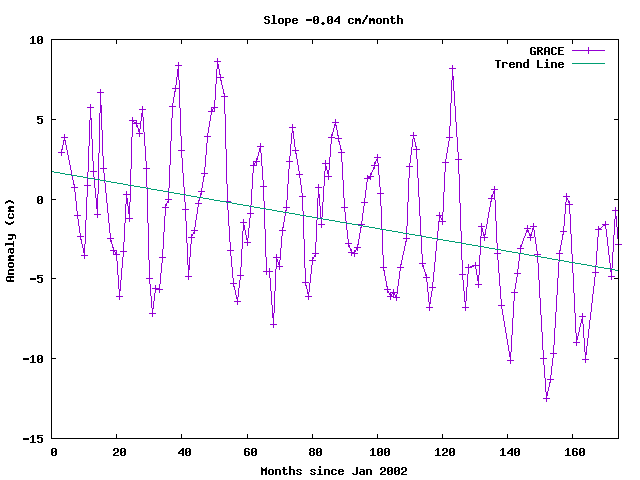 Slope -0.04 cm/month
GRACE
Trend Line
10
5
0
-5
-10
-15
Anomaly (cm)
0 20 40 60 80 100 120 140 160
Months since Jan 2002